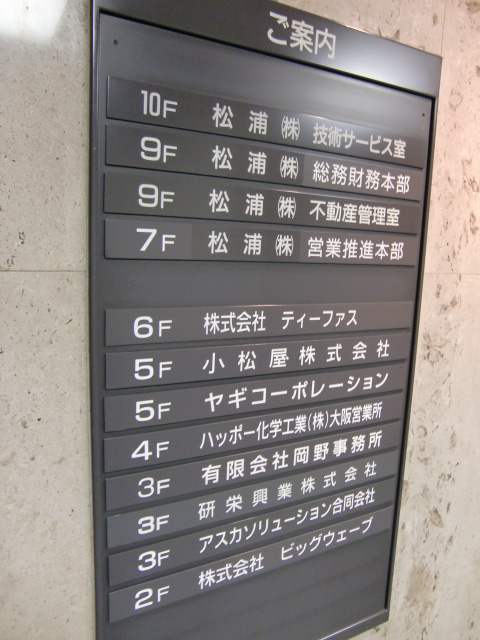 ご案内
10F 松浦㈱ 技術サービス室
9F 松浦㈱ 総務財務本部
9F 松浦㈱ 不動産管理室
7F 松浦㈱ 営業推進本部
6F 株式会社 ティーファス
5F 小松屋株式会社
5F ヤギコーポレーション
4F ハッポー化学工業(株)大阪営業所
3F 有限会社岡野事務所
3F 研栄興業株式会社
3F アスカソリューション合同会社
2F 株式会社 ビッグウェーブ